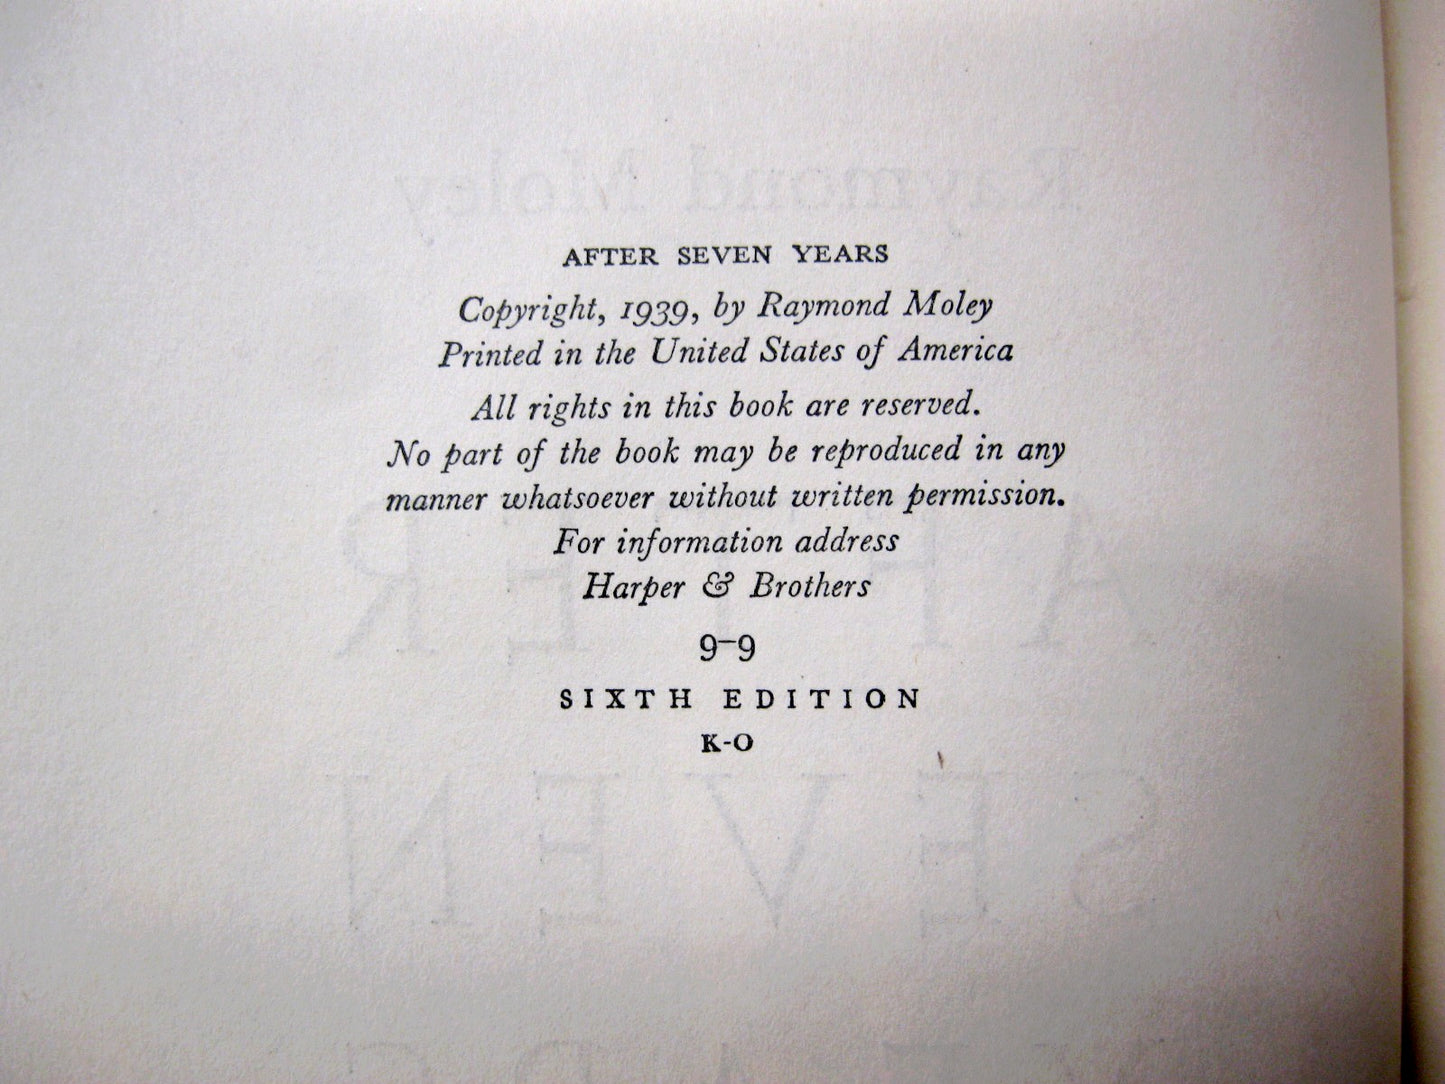 AFTER SEVEN YEARS
Copyright, 1939, by Raymond Moley
Printed in the United States of America
All rights in this book are reserved.
No part of the book may be reproduced in any
manner whatsoever without written permission.
For information address
Harper & Brothers
9-9
SIXTH EDITION
K-O